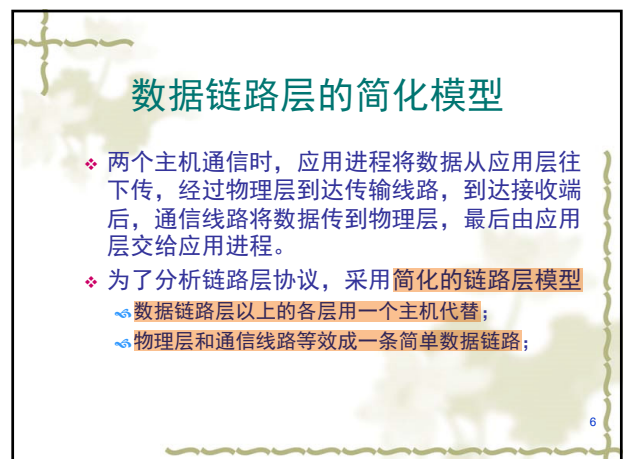 数据链路层的简化模型
两个主机通信时，应用进程将数据从应用层往
下传，经过物理层到达传输线路，到达接收端
后，通信线路将数据传到物理层，最后由应用
层交给应用进程。
为了分析链路层协议，采用简化的链路层模型
数据链路层以上的各层用一个主机代替；
物理层和通信线路等效成一条简单数据链路；
6